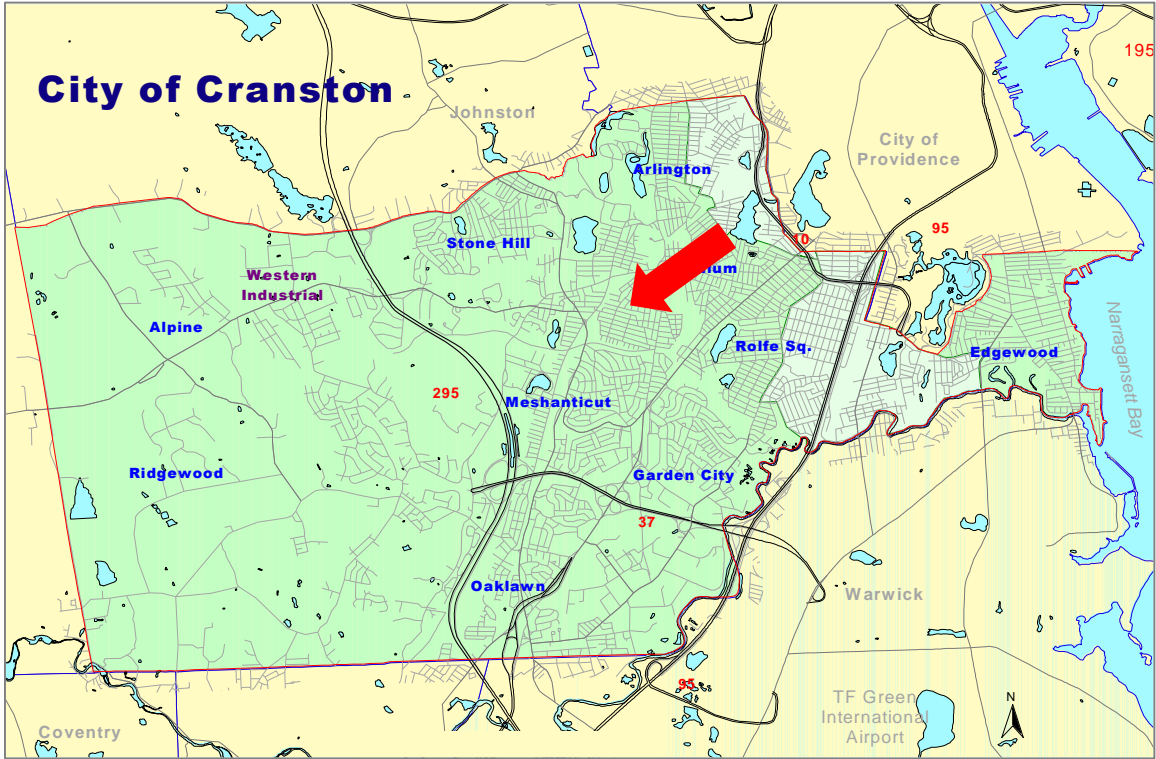 City of Cranston
Johnston
195
City of
Providence
Arlington
10
95
Stone Hill
Western
Industrial
Alpine
Rolfe Sq.
Edgewood
Narragansett Bay
295
Meshanticut
Ridgewood
Garden City
37
Oaklawn
Warwick
95
TF Green
International
Airport
N
Coventry